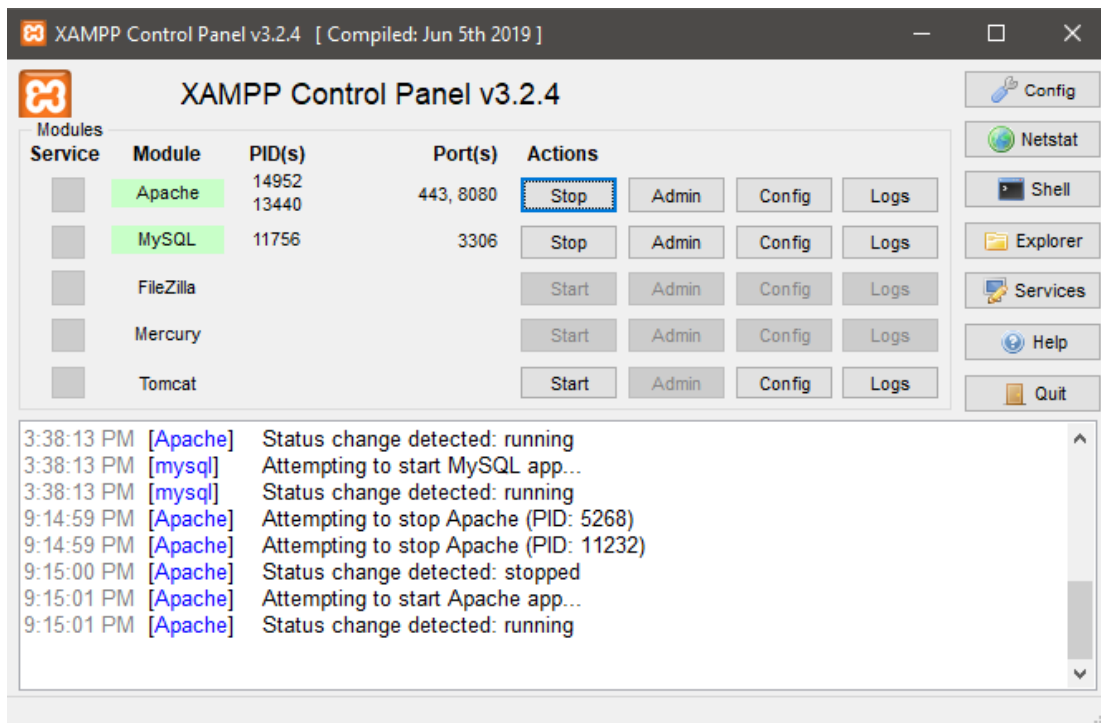 XAMPP Control Panel v3.2.4 [ Compiled: Jun 5th 2019 ]
XAMPP Control Panel v3.2.4
Config
Modules
Service Module PID(s) Port(s) Actions
Netstat
Apache 14952 13440 443, 8080 Stop Admin Config Logs
Shell
MySQL 11756 3306 Stop Admin Config Logs
Explorer
FileZilla Start Admin Config Logs
Services
Mercury Start Admin Config Logs
Help
Tomcat Start Admin Config Logs
Quit
3:38:13 PM [Apache] Status change detected: running
3:38:13 PM [mysql] Attempting to start MySQL app...
3:38:13 PM [mysql] Status change detected: running
9:14:59 PM [Apache] Attempting to stop Apache (PID: 5268)
9:14:59 PM [Apache] Attempting to stop Apache (PID: 11232)
9:15:00 PM [Apache] Status change detected: stopped
9:15:01 PM [Apache] Attempting to start Apache app...
9:15:01 PM [Apache] Status change detected: running